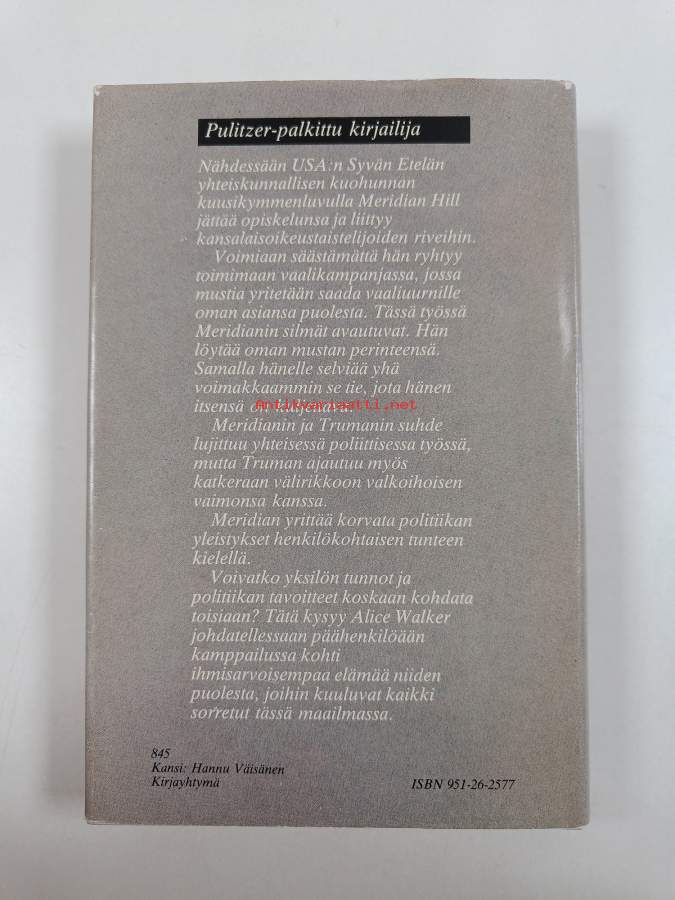 Pulitzer-palkittu kirjailija
Nähdessään USA:n Syvän Etelän
yhteiskunnallisen kuohunnan
kuusikymmenluvulla Meridian Hill
jättää opiskelunsa ja liittyy
kansalaisoikeustaistelijoiden riveihin.
Voimiaan säästämättä hän ryhtyy
toimimaan vaalikampanjassa, jossa
mustia yritetään saada vaaliuurnille
oman asiansa puolesta. Tässä työssä
Meridianin silmät avautuvat. Hän
löytää oman mustan perinteensä.
Samalla hänelle selviää yhä
voimakkaammin se tie, jota hänen
itsensä on
Antikvariaatti.net
Meridianin ja Trumanin suhde
lujittuu yhteisessä poliittisessa työssä,
mutta Truman ajautuu myös
katkeraan välirikkoon valkoihoisen
vaimonsa kanssa.
Meridian yrittää korvata politiikan
yleistykset henkilökohtaisen tunteen
kielellä.
Voivatko yksilön tunnot ja
politiikan tavoitteet koskaan kohdata
toisiaan? Tätä kysyy Alice Walker
johdatellessaan päähenkilöään
kamppailussa kohti
ihmisarvoisempaa elämää niiden
puolesta, joihin kuuluvat kaikki
sorretut tässä maailmassa.
845
Kansi: Hannu Väisänen
Kirjayhtymä
ISBN 951-26-2577